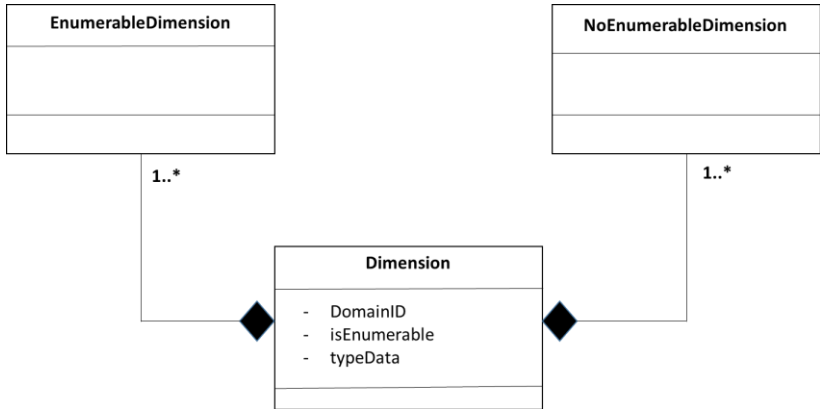 EnumerableDimension
NoEnumerableDimension
1..*
1..*
Dimension
- DomainID
- isEnumerable
- typeData